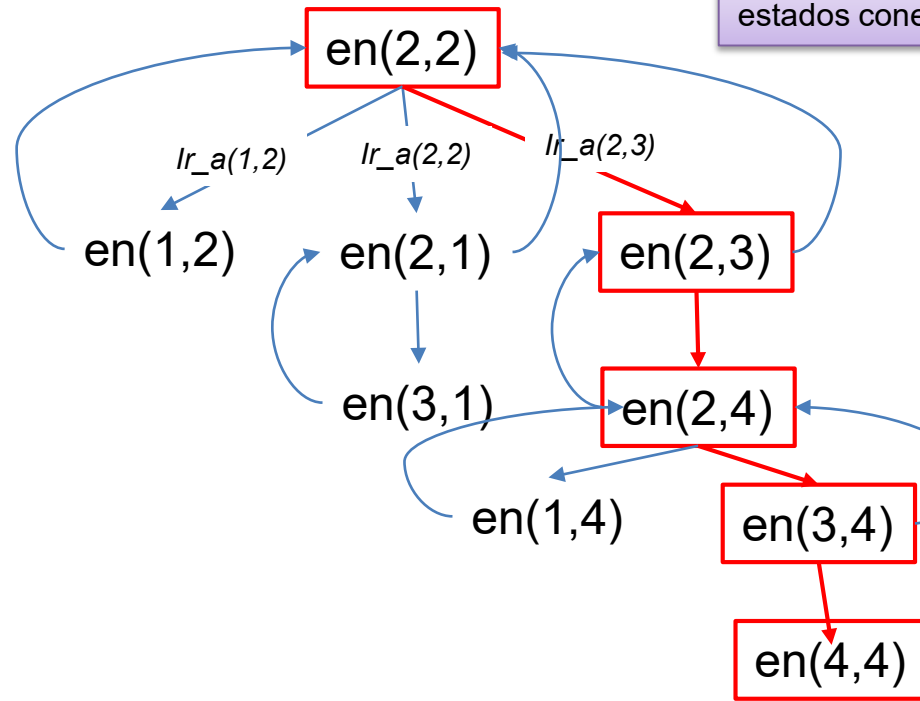 estados
en(2,2)
Ir_a(1,2)
Ir_a(2,2)
Ir_a(2,3)
en(1,2)
en(2,1)
en(2,3)
en(3,1)
en(2,4)
en(1,4)
en(3,4)
en(4,4)